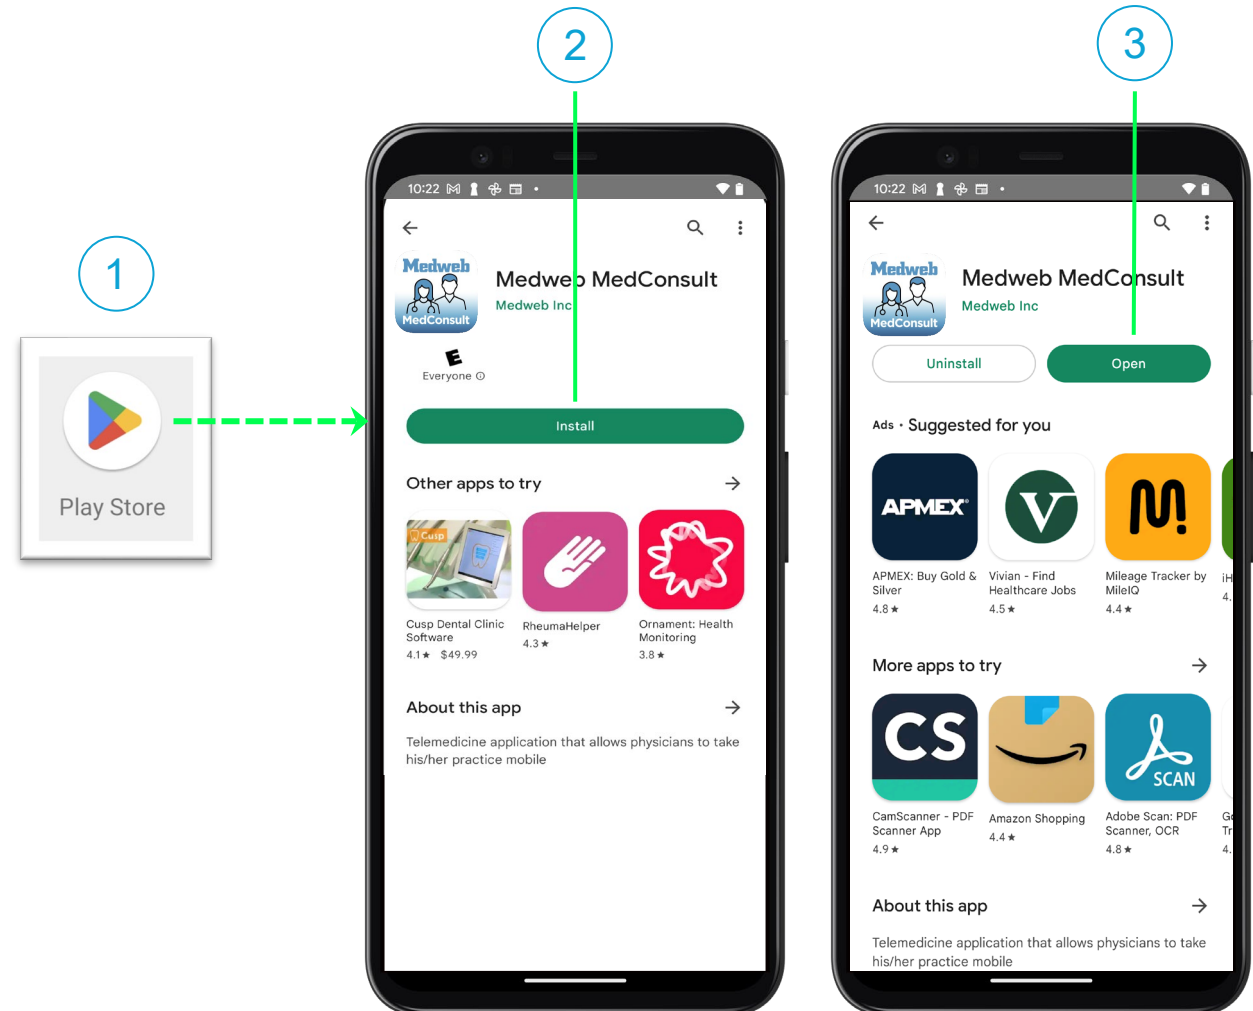 1
Play Store
2
10:22
Medweb
MedConsult
Medweb MedConsult
Medweb Inc
E
Everyone
Install
Other apps to try
Cusp
Cusp Dental Clinic
Software
4.1★ $49.99
RheumaHelper
4.3★
Ornament: Health
Monitoring
3.8★
About this app
Telemedicine application that allows physicians to take
his/her practice mobile
3
10:22
Medweb
MedConsult
Medweb MedConsult
Medweb Inc
Uninstall
Open
Ads • Suggested for you
APMEX®
V
M!
APMEX: Buy Gold &
Silver
4.8★
Vivian - Find
Healthcare Jobs
4.5★
Mileage Tracker by
MileIQ
4.4★
iH
4.
More apps to try
CS
SCAN
CamScanner - PDF
Scanner App
4.9★
Amazon Shopping
4.4★
Adobe Scan: PDF
Scanner, OCR
4.8★
Tr
4.
About this app
Telemedicine application that allows physicians to take
his/her practice mobile